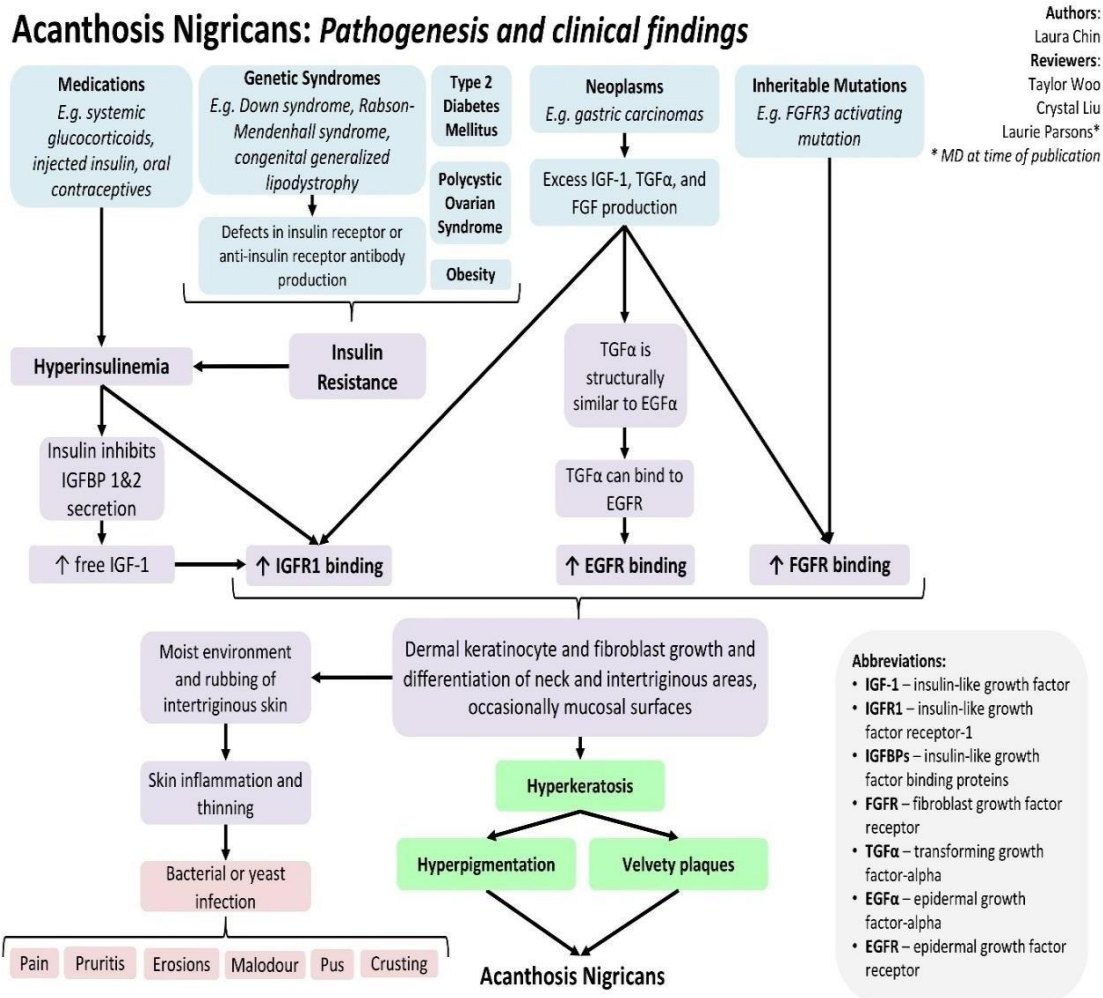 Acanthosis Nigricans: Pathogenesis and clinical findings
Authors:
Laura Chin
Reviewers:
Taylor Woo
Crystal Liu
Laurie Parsons*
* MD at time of publication
Medications
E.g. systemic
glucocorticoids,
injected insulin, oral
contraceptives
Genetic Syndromes
E.g. Down syndrome, Rabson-
Mendenhall syndrome,
congenital generalized
lipodystrophy
Type 2
Diabetes
Mellitus
Neoplasms
E.g. gastric carcinomas
Inheritable Mutations
E.g. FGFR3 activating
mutation
Polycystic
Ovarian
Syndrome
Excess IGF-1, TGFα, and
FGF production
Defects in insulin receptor or
anti-insulin receptor antibody
production
Obesity
Hyperinsulinemia
Insulin
Resistance
TGFα is
structurally
similar to EGFα
Insulin inhibits
IGFBP 1&2
secretion
TGFα can bind to
EGFR
↑ free IGF-1
↑ IGFR1 binding
↑ EGFR binding
↑ FGFR binding
Moist environment
and rubbing of
intertriginous skin
Dermal keratinocyte and fibroblast growth and
differentiation of neck and intertriginous areas,
occasionally mucosal surfaces
Skin inflammation and
thinning
Hyperkeratosis
Bacterial or yeast
infection
Hyperpigmentation
Velvety plaques
Pain
Pruritis
Erosions
Malodour
Pus
Crusting
Acanthosis Nigricans
Abbreviations:
• IGF-1 – insulin-like growth factor
• IGFR1 – insulin-like growth
factor receptor-1
• IGFBPs – insulin-like growth
factor binding proteins
• FGFR – fibroblast growth factor
receptor
• TGFα – transforming growth
factor-alpha
• EGFα – epidermal growth
factor-alpha
• EGFR – epidermal growth factor
receptor